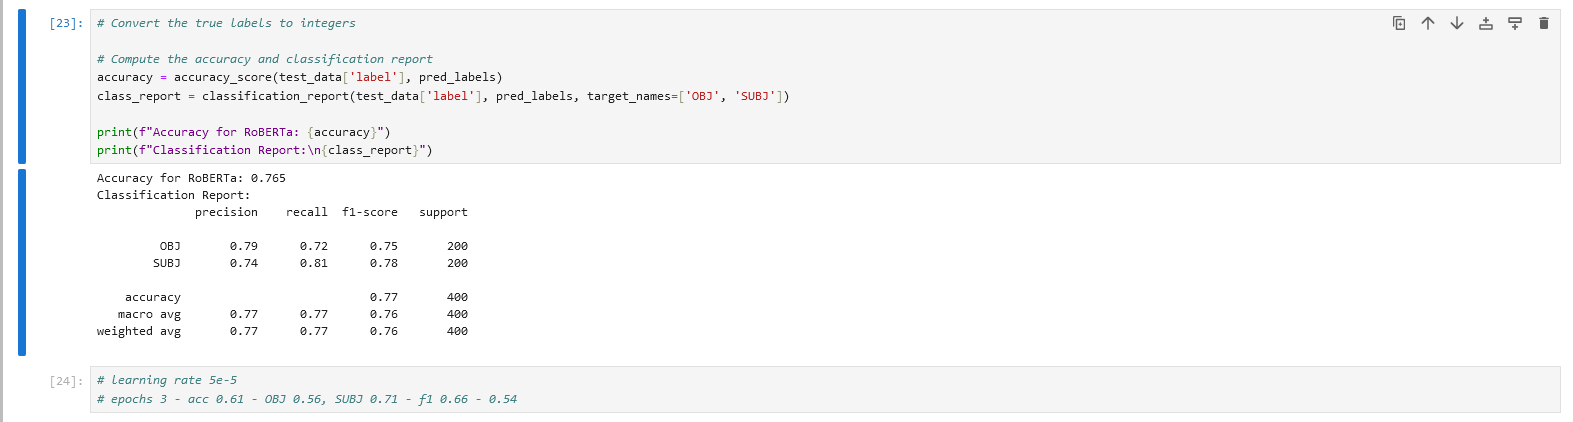 [23]: # Convert the true labels to integers
# Compute the accuracy and classification report
accuracy = accuracy_score(test_data['label'], pred_labels)
class_report = classification_report(test_data['label'], pred_labels, target_names=['OBJ', 'SUBJ'])
print(f"Accuracy for RoBERTa: {accuracy}")
print(f"Classification Report:\n{class_report}")
Accuracy for RoBERTa: 0.765
Classification Report:
precision recall f1-score support
OBJ 0.79 0.72 0.75 200
SUBJ 0.74 0.81 0.78 200
accuracy 0.77 400
macro avg 0.77 0.77 0.76 400
weighted avg 0.77 0.77 0.76 400
[24]: # learning rate 5e-5
# epochs 3 - acc 0.61 - OBJ 0.56, SUBJ 0.71 - f1 0.66 - 0.54